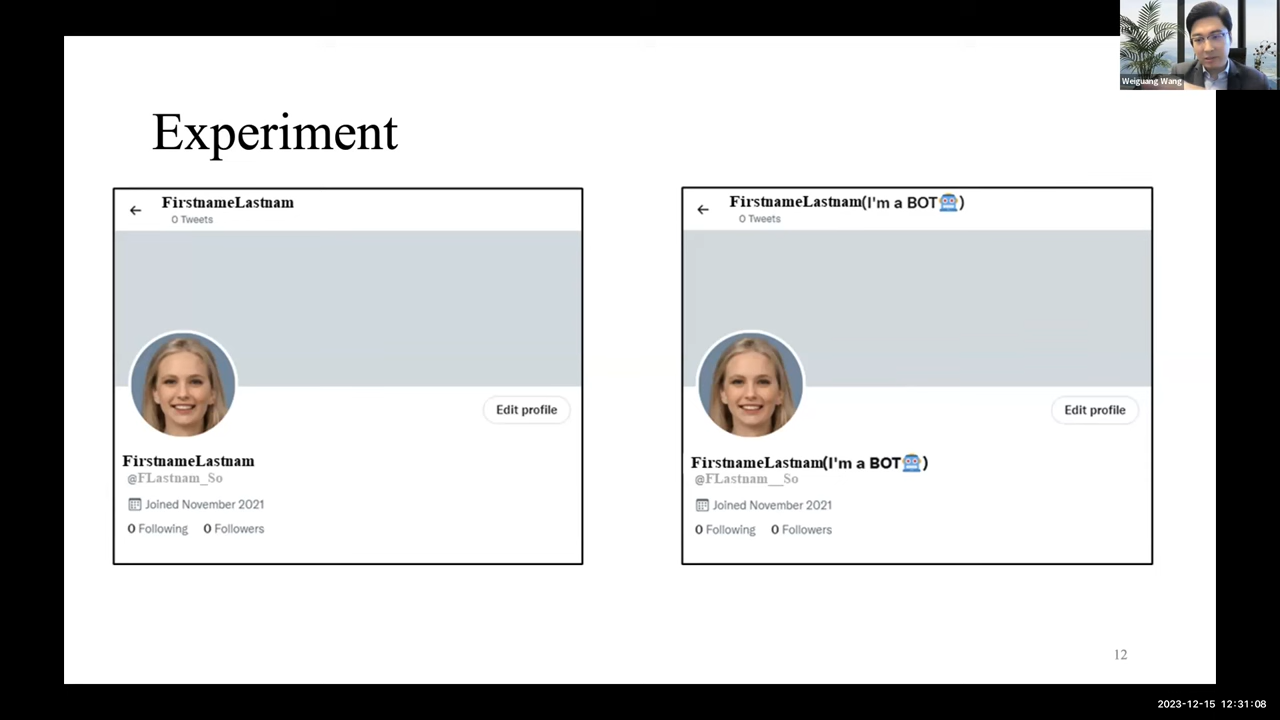 Weiguang Wang
Experiment
FirstnameLastnam
0 Tweets
Edit profile
FirstnameLastnam
@FLastnam_So
Joined November 2021
0 Following 0 Followers
FirstnameLastnam(I'm a BOT🤖)
0 Tweets
Edit profile
FirstnameLastnam(I'm a BOT🤖)
@FLastnam__So
Joined November 2021
0 Following 0 Followers
12
2023-12-15 12:31:08